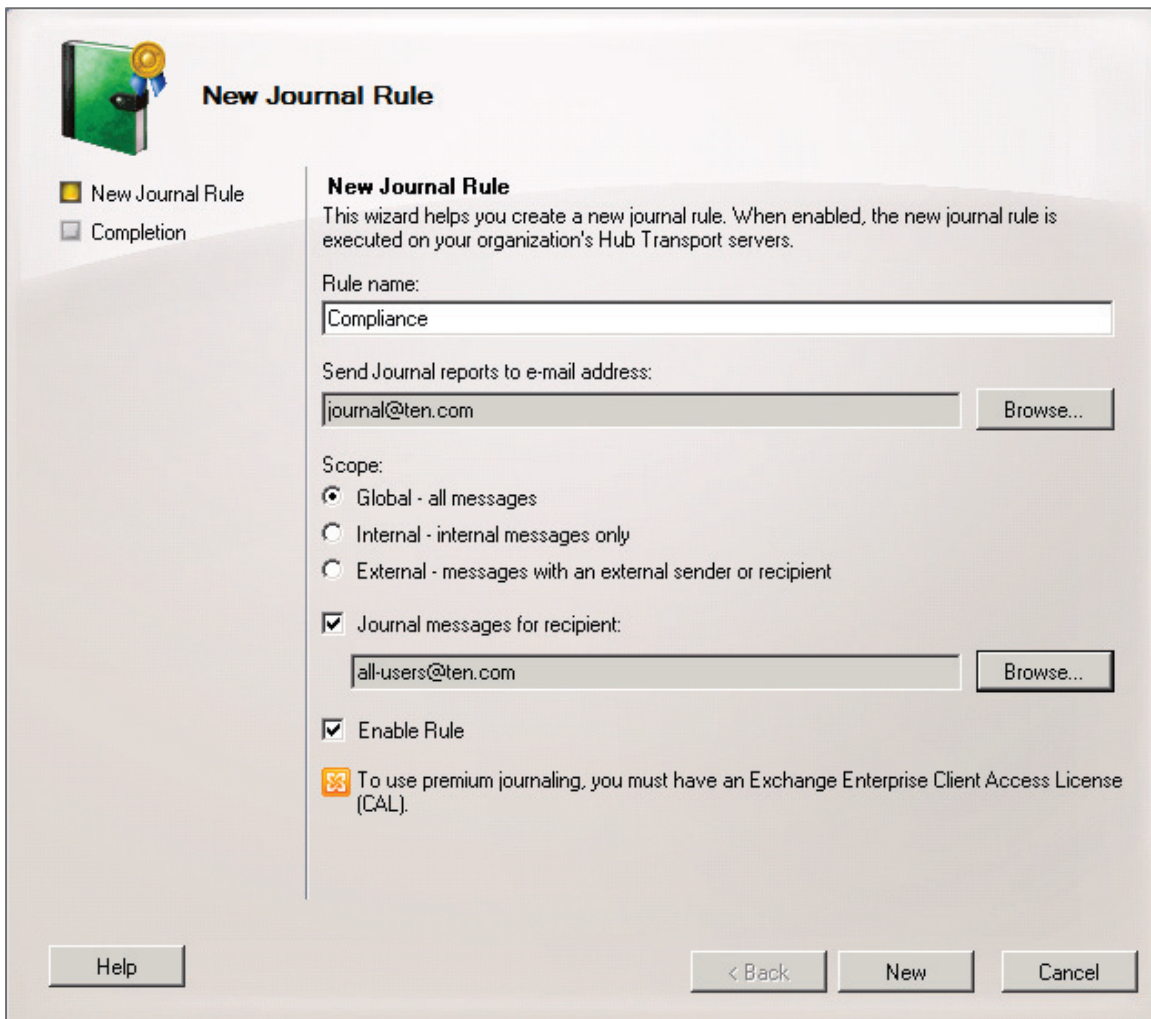 New Journal Rule
New Journal Rule
Completion
New Journal Rule
This wizard helps you create a new journal rule. When enabled, the new journal rule is
executed on your organization's Hub Transport servers.
Rule name:
Compliance
Send Journal reports to e-mail address:
journal@ten.com
Browse...
Scope:
Global - all messages
Internal - internal messages only
External - messages with an external sender or recipient
Journal messages for recipient:
all-users@ten.com
Browse...
Enable Rule
To use premium journaling, you must have an Exchange Enterprise Client Access License
(CAL).
Help
< Back
New
Cancel